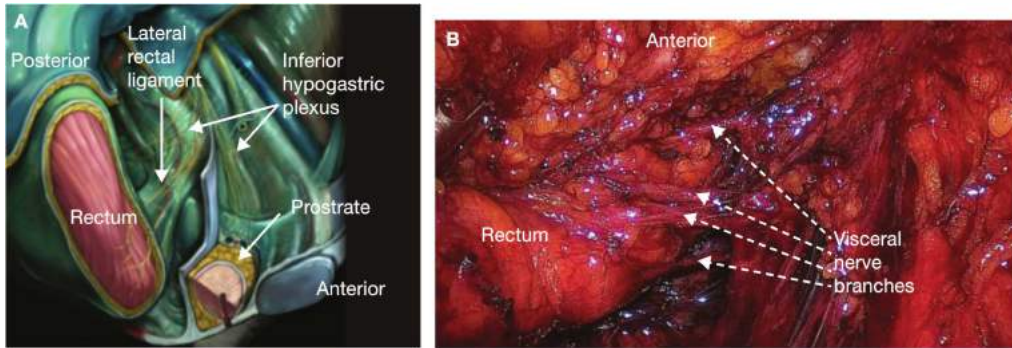 A
Posterior
Lateral
rectal
ligament
Inferior
hypogastric
plexus
Rectum
Prostrate
Anterior
B
Anterior
Rectum
Visceral
nerve
branches